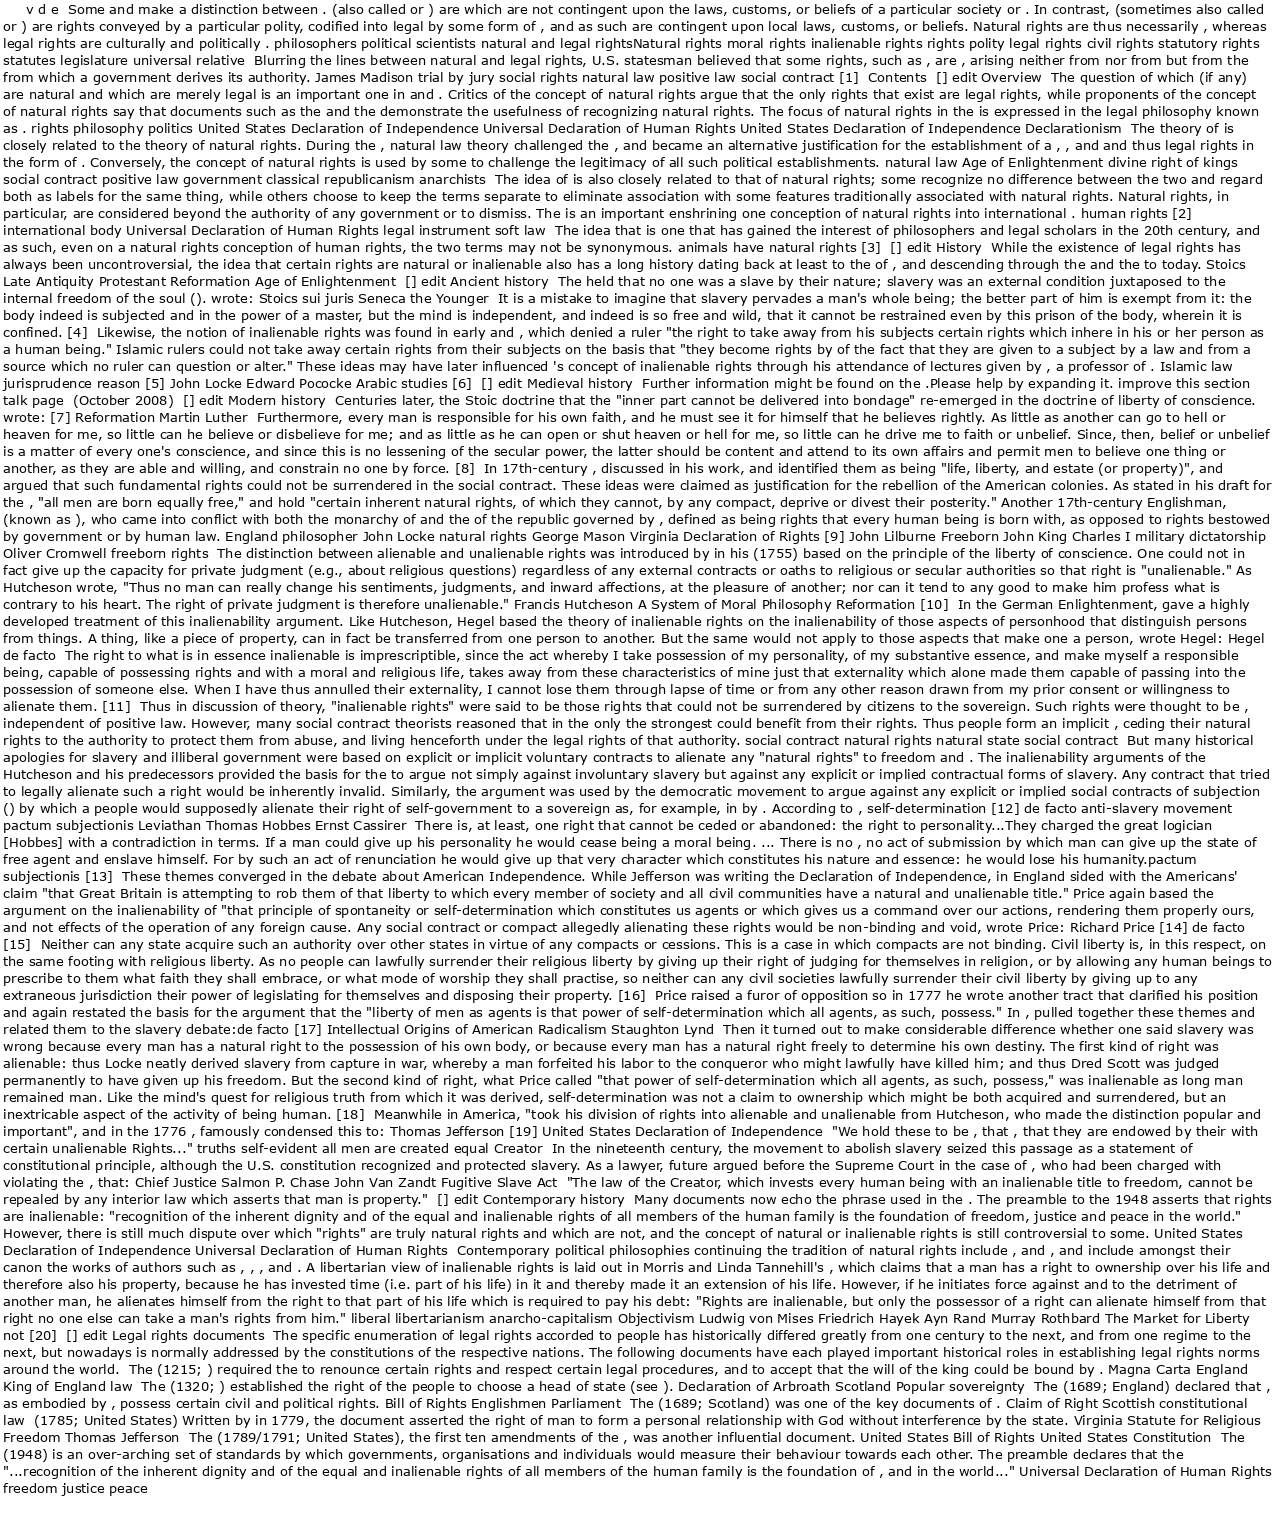 v d e  Some and make a distinction between . (also called or ) are which are not contingent upon the laws, customs, or beliefs of a particular society or . In contrast, (sometimes also called
or ) are rights conveyed by a particular polity, codified into legal by some form of , and as such are contingent upon local laws, customs, or beliefs. Natural rights are thus necessarily , whereas
legal rights are culturally and politically . philosophers political scientists natural and legal rightsNatural rights moral rights inalienable rights rights polity legal rights civil rights statutory rights
statutes legislature universal relative  Blurring the lines between natural and legal rights, U.S. statesman believed that some rights, such as , are , arising neither from nor from but from the
from which a government derives its authority. James Madison trial by jury social rights natural law positive law social contract [1]  Contents  [] edit Overview  The question of which (if any)
are natural and which are merely legal is an important one in and . Critics of the concept of natural rights argue that the only rights that exist are legal rights, while proponents of the concept
of natural rights say that documents such as the and the demonstrate the usefulness of recognizing natural rights. The focus of natural rights in the is expressed in the legal philosophy known
as . rights philosophy politics United States Declaration of Independence Universal Declaration of Human Rights United States Declaration of Independence Declarationism  The theory of is
closely related to the theory of natural rights. During the , natural law theory challenged the , and became an alternative justification for the establishment of a , , and and thus legal rights in
the form of . Conversely, the concept of natural rights is used by some to challenge the legitimacy of all such political establishments. natural law Age of Enlightenment divine right of kings
social contract positive law government classical republicanism anarchists  The idea of is also closely related to that of natural rights; some recognize no difference between the two and regard
both as labels for the same thing, while others choose to keep the terms separate to eliminate association with some features traditionally associated with natural rights. Natural rights, in
particular, are considered beyond the authority of any government or to dismiss. The is an important enshrining one conception of natural rights into international . human rights [2]
international body Universal Declaration of Human Rights legal instrument soft law  The idea that is one that has gained the interest of philosophers and legal scholars in the 20th century, and
as such, even on a natural rights conception of human rights, the two terms may not be synonymous. animals have natural rights [3]  [] edit History  While the existence of legal rights has
always been uncontroversial, the idea that certain rights are natural or inalienable also has a long history dating back at least to the of , and descending through the and the to today. Stoics
Late Antiquity Protestant Reformation Age of Enlightenment  [] edit Ancient history  The held that no one was a slave by their nature; slavery was an external condition juxtaposed to the
internal freedom of the soul (). wrote: Stoics sui juris Seneca the Younger  It is a mistake to imagine that slavery pervades a man's whole being; the better part of him is exempt from it: the
body indeed is subjected and in the power of a master, but the mind is independent, and indeed is so free and wild, that it cannot be restrained even by this prison of the body, wherein it is
confined. [4]  Likewise, the notion of inalienable rights was found in early and , which denied a ruler "the right to take away from his subjects certain rights which inhere in his or her person as
a human being." Islamic rulers could not take away certain rights from their subjects on the basis that "they become rights by of the fact that they are given to a subject by a law and from a
source which no ruler can question or alter." These ideas may have later influenced 's concept of inalienable rights through his attendance of lectures given by , a professor of . Islamic law
jurisprudence reason [5] John Locke Edward Pococke Arabic studies [6]  [] edit Medieval history  Further information might be found on the .Please help by expanding it. improve this section
talk page  (October 2008)  [] edit Modern history  Centuries later, the Stoic doctrine that the "inner part cannot be delivered into bondage" re-emerged in the doctrine of liberty of conscience.
wrote: [7] Reformation Martin Luther  Furthermore, every man is responsible for his own faith, and he must see it for himself that he believes rightly. As little as another can go to hell or
heaven for me, so little can he believe or disbelieve for me; and as little as he can open or shut heaven or hell for me, so little can he drive me to faith or unbelief. Since, then, belief or unbelief
is a matter of every one's conscience, and since this is no lessening of the secular power, the latter should be content and attend to its own affairs and permit men to believe one thing or
another, as they are able and willing, and constrain no one by force. [8]  In 17th-century , discussed in his work, and identified them as being "life, liberty, and estate (or property)", and
argued that such fundamental rights could not be surrendered in the social contract. These ideas were claimed as justification for the rebellion of the American colonies. As stated in his draft for
the , "all men are born equally free," and hold "certain inherent natural rights, of which they cannot, by any compact, deprive or divest their posterity." Another 17th-century Englishman,
(known as ), who came into conflict with both the monarchy of and the of the republic governed by , defined as being rights that every human being is born with, as opposed to rights bestowed
by government or by human law. England philosopher John Locke natural rights George Mason Virginia Declaration of Rights [9] John Lilburne Freeborn John King Charles I military dictatorship
Oliver Cromwell freeborn rights  The distinction between alienable and unalienable rights was introduced by in his (1755) based on the principle of the liberty of conscience. One could not in
fact give up the capacity for private judgment (e.g., about religious questions) regardless of any external contracts or oaths to religious or secular authorities so that right is "unalienable." As
Hutcheson wrote, "Thus no man can really change his sentiments, judgments, and inward affections, at the pleasure of another; nor can it tend to any good to make him profess what is
contrary to his heart. The right of private judgment is therefore unalienable." Francis Hutcheson A System of Moral Philosophy Reformation [10]  In the German Enlightenment, gave a highly
developed treatment of this inalienability argument. Like Hutcheson, Hegel based the theory of inalienable rights on the inalienability of those aspects of personhood that distinguish persons
from things. A thing, like a piece of property, can in fact be transferred from one person to another. But the same would not apply to those aspects that make one a person, wrote Hegel: Hegel
de facto  The right to what is in essence inalienable is imprescriptible, since the act whereby I take possession of my personality, of my substantive essence, and make myself a responsible
being, capable of possessing rights and with a moral and religious life, takes away from these characteristics of mine just that externality which alone made them capable of passing into the
possession of someone else. When I have thus annulled their externality, I cannot lose them through lapse of time or from any other reason drawn from my prior consent or willingness to
alienate them. [11]  Thus in discussion of theory, "inalienable rights" were said to be those rights that could not be surrendered by citizens to the sovereign. Such rights were thought to be ,
independent of positive law. However, many social contract theorists reasoned that in the only the strongest could benefit from their rights. Thus people form an implicit , ceding their natural
rights to the authority to protect them from abuse, and living henceforth under the legal rights of that authority. social contract natural rights natural state social contract  But many historical
apologies for slavery and illiberal government were based on explicit or implicit voluntary contracts to alienate any "natural rights" to freedom and . The inalienability arguments of the
Hutcheson and his predecessors provided the basis for the to argue not simply against involuntary slavery but against any explicit or implied contractual forms of slavery. Any contract that tried
to legally alienate such a right would be inherently invalid. Similarly, the argument was used by the democratic movement to argue against any explicit or implied social contracts of subjection
() by which a people would supposedly alienate their right of self-government to a sovereign as, for example, in by . According to , self-determination [12] de facto anti-slavery movement
pactum subjectionis Leviathan Thomas Hobbes Ernst Cassirer  There is, at least, one right that cannot be ceded or abandoned: the right to personality...They charged the great logician
[Hobbes] with a contradiction in terms. If a man could give up his personality he would cease being a moral being. ... There is no , no act of submission by which man can give up the state of
free agent and enslave himself. For by such an act of renunciation he would give up that very character which constitutes his nature and essence: he would lose his humanity.pactum
subjectionis [13]  These themes converged in the debate about American Independence. While Jefferson was writing the Declaration of Independence, in England sided with the Americans'
claim "that Great Britain is attempting to rob them of that liberty to which every member of society and all civil communities have a natural and unalienable title." Price again based the
argument on the inalienability of "that principle of spontaneity or self-determination which constitutes us agents or which gives us a command over our actions, rendering them properly ours,
and not effects of the operation of any foreign cause. Any social contract or compact allegedly alienating these rights would be non-binding and void, wrote Price: Richard Price [14] de facto
[15]  Neither can any state acquire such an authority over other states in virtue of any compacts or cessions. This is a case in which compacts are not binding. Civil liberty is, in this respect, on
the same footing with religious liberty. As no people can lawfully surrender their religious liberty by giving up their right of judging for themselves in religion, or by allowing any human beings to
prescribe to them what faith they shall embrace, or what mode of worship they shall practise, so neither can any civil societies lawfully surrender their civil liberty by giving up to any
extraneous jurisdiction their power of legislating for themselves and disposing their property. [16]  Price raised a furor of opposition so in 1777 he wrote another tract that clarified his position
and again restated the basis for the argument that the "liberty of men as agents is that power of self-determination which all agents, as such, possess." In , pulled together these themes and
related them to the slavery debate:de facto [17] Intellectual Origins of American Radicalism Staughton Lynd  Then it turned out to make considerable difference whether one said slavery was
wrong because every man has a natural right to the possession of his own body, or because every man has a natural right freely to determine his own destiny. The first kind of right was
alienable: thus Locke neatly derived slavery from capture in war, whereby a man forfeited his labor to the conqueror who might lawfully have killed him; and thus Dred Scott was judged
permanently to have given up his freedom. But the second kind of right, what Price called "that power of self-determination which all agents, as such, possess," was inalienable as long man
remained man. Like the mind's quest for religious truth from which it was derived, self-determination was not a claim to ownership which might be both acquired and surrendered, but an
inextricable aspect of the activity of being human. [18]  Meanwhile in America, "took his division of rights into alienable and unalienable from Hutcheson, who made the distinction popular and
important", and in the 1776 , famously condensed this to: Thomas Jefferson [19] United States Declaration of Independence  "We hold these to be , that , that they are endowed by their with
certain unalienable Rights..." truths self-evident all men are created equal Creator  In the nineteenth century, the movement to abolish slavery seized this passage as a statement of
constitutional principle, although the U.S. constitution recognized and protected slavery. As a lawyer, future argued before the Supreme Court in the case of , who had been charged with
violating the , that: Chief Justice Salmon P. Chase John Van Zandt Fugitive Slave Act  "The law of the Creator, which invests every human being with an inalienable title to freedom, cannot be
repealed by any interior law which asserts that man is property."  [] edit Contemporary history  Many documents now echo the phrase used in the . The preamble to the 1948 asserts that rights
are inalienable: "recognition of the inherent dignity and of the equal and inalienable rights of all members of the human family is the foundation of freedom, justice and peace in the world."
However, there is still much dispute over which "rights" are truly natural rights and which are not, and the concept of natural or inalienable rights is still controversial to some. United States
Declaration of Independence Universal Declaration of Human Rights  Contemporary political philosophies continuing the tradition of natural rights include , and , and include amongst their
canon the works of authors such as , , , and . A libertarian view of inalienable rights is laid out in Morris and Linda Tannehill's , which claims that a man has a right to ownership over his life and
therefore also his property, because he has invested time (i.e. part of his life) in it and thereby made it an extension of his life. However, if he initiates force against and to the detriment of
another man, he alienates himself from the right to that part of his life which is required to pay his debt: "Rights are inalienable, but only the possessor of a right can alienate himself from that
right no one else can take a man's rights from him." liberal libertarianism anarcho-capitalism Objectivism Ludwig von Mises Friedrich Hayek Ayn Rand Murray Rothbard The Market for Liberty
not [20]  [] edit Legal rights documents  The specific enumeration of legal rights accorded to people has historically differed greatly from one century to the next, and from one regime to the
next, but nowadays is normally addressed by the constitutions of the respective nations. The following documents have each played important historical roles in establishing legal rights norms
around the world.  The (1215; ) required the to renounce certain rights and respect certain legal procedures, and to accept that the will of the king could be bound by . Magna Carta England
King of England law  The (1320; ) established the right of the people to choose a head of state (see ). Declaration of Arbroath Scotland Popular sovereignty  The (1689; England) declared that ,
as embodied by , possess certain civil and political rights. Bill of Rights Englishmen Parliament  The (1689; Scotland) was one of the key documents of . Claim of Right Scottish constitutional
law  (1785; United States) Written by in 1779, the document asserted the right of man to form a personal relationship with God without interference by the state. Virginia Statute for Religious
Freedom Thomas Jefferson  The (1789/1791; United States), the first ten amendments of the , was another influential document. United States Bill of Rights United States Constitution  The
(1948) is an over-arching set of standards by which governments, organisations and individuals would measure their behaviour towards each other. The preamble declares that the
"...recognition of the inherent dignity and of the equal and inalienable rights of all members of the human family is the foundation of , and in the world..." Universal Declaration of Human Rights
freedom justice peace